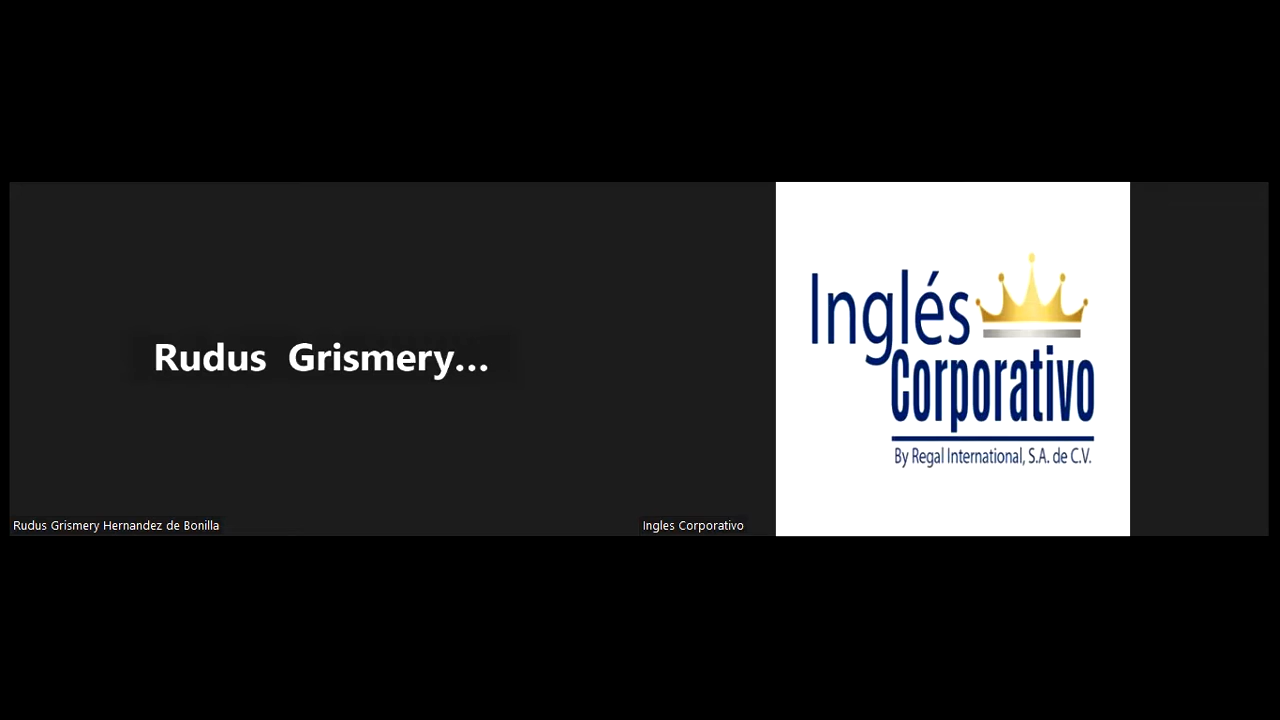 Rudus Grismery...
Rudus Grismery Hernandez de Bonilla
Inglés
Corporativo
By Regal International, S.A. de C.V.
Ingles Corporativo